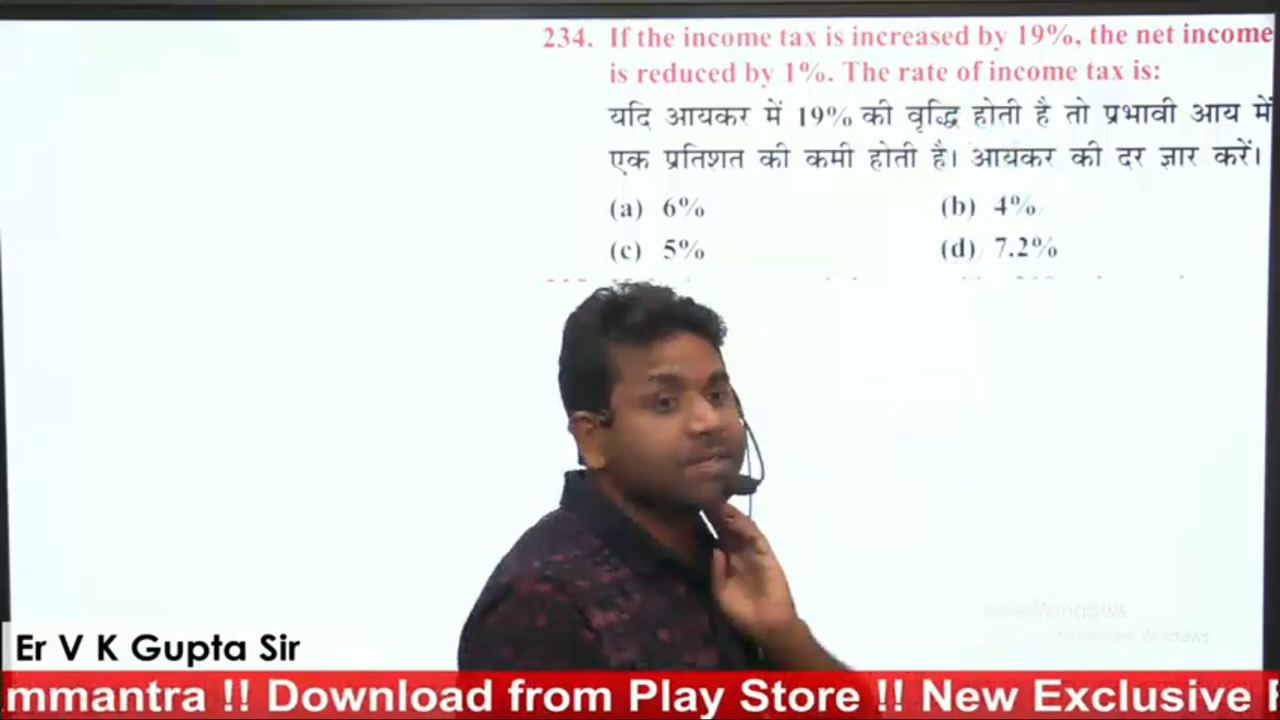 234. If the income tax is increased by 19%, the net income
is reduced by 1%. The rate of income tax is:
यदि आयकर में 19% की वृद्धि होती है तो प्रभावी आय में
एक प्रतिशत की कमी होती है। आयकर की दर ज्ञार करें।
(a) 6% (b) 4%
(c) 5% (d) 7.2%
Windows
Windows
Er V K Gupta Sir
mmantra !! Download from Play Store !! New Exclusive